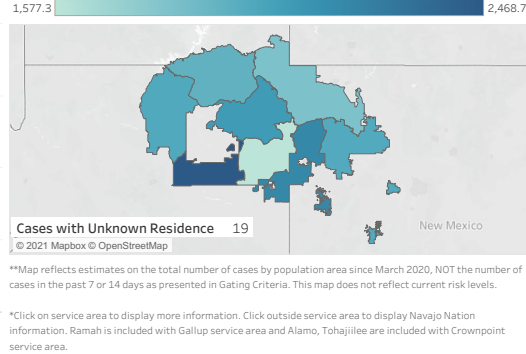 1,577.3 2,468.7
New Mexico
Cases with Unknown Residence 19
© 2021 Mapbox © OpenStreetMap
**Map reflects estimates on the total number of cases by population area since March 2020, NOT the number of
cases in the past 7 or 14 days as presented in Gating Criteria. This map does not reflect current risk levels.
*Click on service area to display more information. Click outside service area to display Navajo Nation
information. Ramah is included with Gallup service area and Alamo, Tohajiilee are included with Crownpoint
service area.